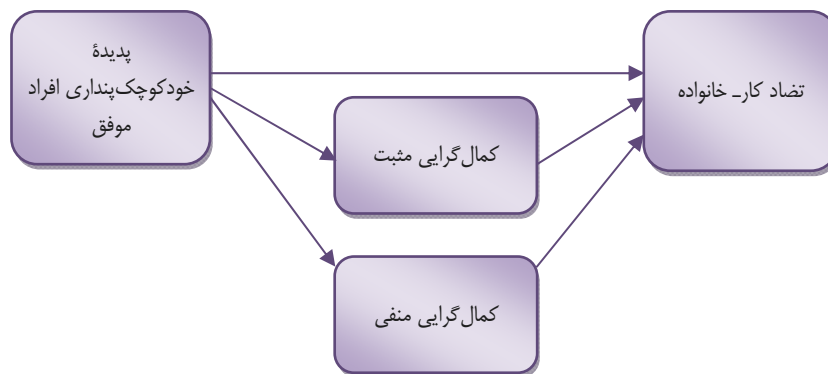 پدیدهٔ
خودکوچک‌پنداری افراد
موفق
تضاد کار_ خانواده
کمال‌گرایی مثبت
کمال‌گرایی منفی